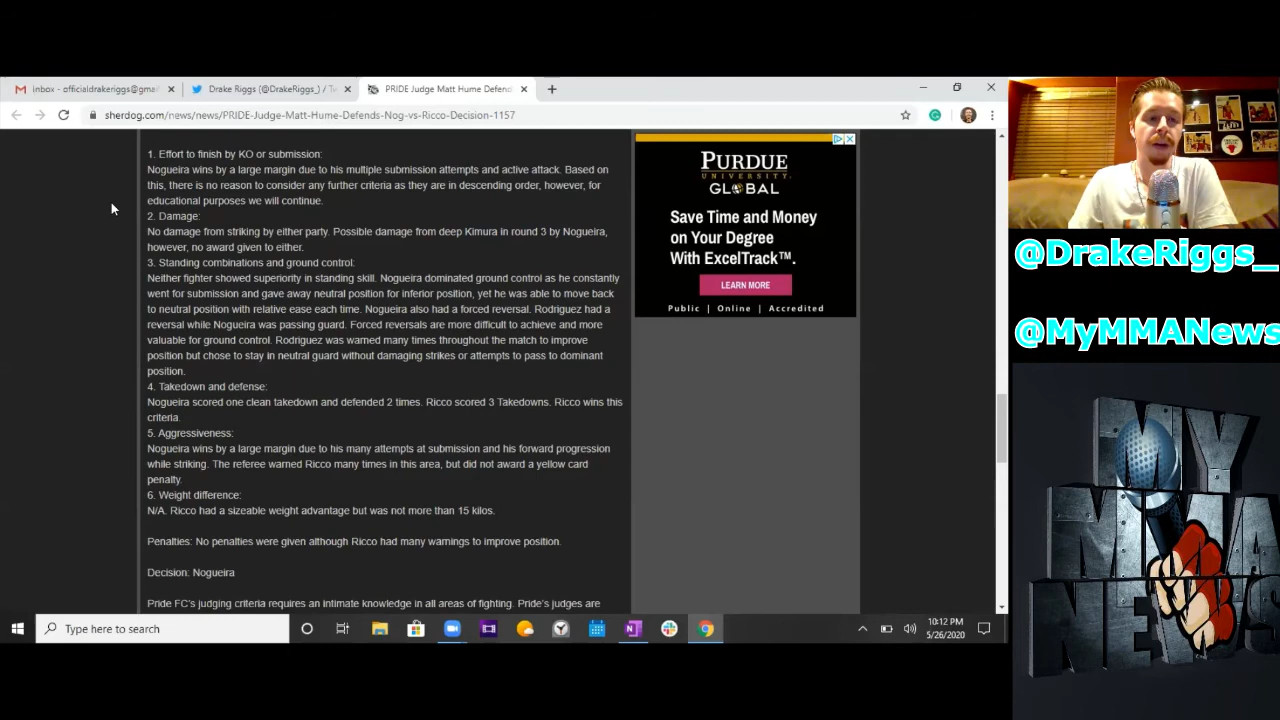 Inbox - officialdrakeriggs@gmai
Drake Riggs (@DrakeRiggs_) / T
PRIDE Judge Matt Hume Defend
sherdog.com/news/news/PRIDE-Judge-Matt-Hume-Defends-Nog-vs-Ricco-Decision-1157
1. Effort to finish by KO or submission:
Nogueira wins by a large margin due to his multiple submission attempts and active attack. Based on
this, there is no reason to consider any further criteria as they are in descending order, however, for
educational purposes we will continue.
2. Damage:
No damage from striking by either party. Possible damage from deep Kimura in round 3 by Nogueira,
however, no award given to either.
3. Standing combinations and ground control:
Neither fighter showed superiority in standing skill. Nogueira dominated ground control as he constantly
went for submission and gave away neutral position for inferior position, yet he was able to move back
to neutral position with relative ease each time. Nogueira also had a forced reversal. Rodriguez had a
reversal while Nogueira was passing guard. Forced reversals are more difficult to achieve and more
valuable for ground control. Rodriguez was warned many times throughout the match to improve
position but chose to stay in neutral guard without damaging strikes or attempts to pass to dominant
position.
4. Takedown and defense:
Nogueira scored one clean takedown and defended 2 times. Ricco scored 3 Takedowns. Ricco wins this
criteria.
5. Aggressiveness:
Nogueira wins by a large margin due to his many attempts at submission and his forward progression
while striking. The referee warned Ricco many times in this area, but did not award a yellow card
penalty.
6. Weight difference:
N/A. Ricco had a sizeable weight advantage but was not more than 15 kilos.
Penalties: No penalties were given although Ricco had many warnings to improve position.
Decision: Nogueira
Pride FC's judging criteria requires an intimate knowledge in all areas of fighting. Pride's judges are
PURDUE
UNIVERSITY
GLOBAL
Save Time and Money
on Your Degree
With ExcelTrack™.
LEARN MORE
Public | Online | Accredited
@DrakeRiggs_
@MyMMANews
MY
MMA
NEWS
Type here to search
10:12 PM
5/26/2020